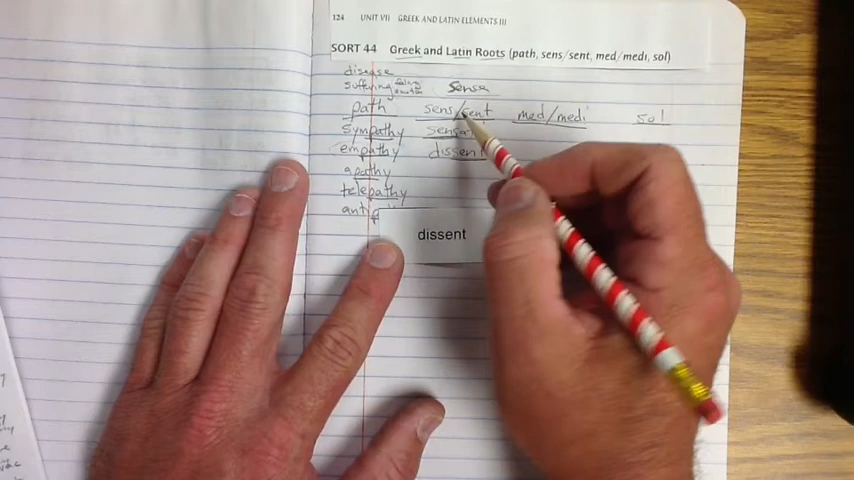 124 UNIT VII GREEK AND LATIN ELEMENTS III
SORT 44 Greek and Latin Roots (path, sens/sent, med/medi, sol)
disease
suffering
Sense
path sens/sent med/medi sol
sympathy
empathy dissent
apathy
telepathy
dissent